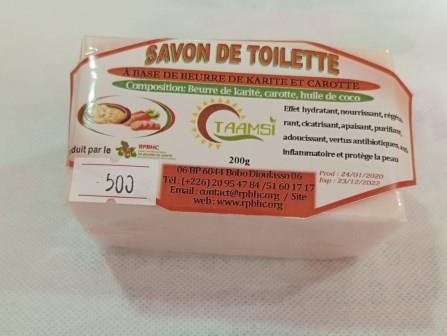 SAVON DE TOILETTE
A BASE DE BEURRE DE KARITE ET CAROTTE
Composition: Beurre de karité, carotte, huile de coco
TAAMSI
200g
Effet hydratant, nourrissant, régé
rant, cicatrisant, apaisant, purifiant,
adoucissant, vertus antibiotiques, anti
Inflammatoire et protège la peau
duit par le
RPBHC
500
06 BP 6044 Bobo Dioulasso 06
Tél: (+226) 20 95 47 84 / 51 60 17 17
Email: contact@rpbhc.org / Site
web: www.rpbhc.org
Prod : 24/01/2020
Exp : 23/12/2022